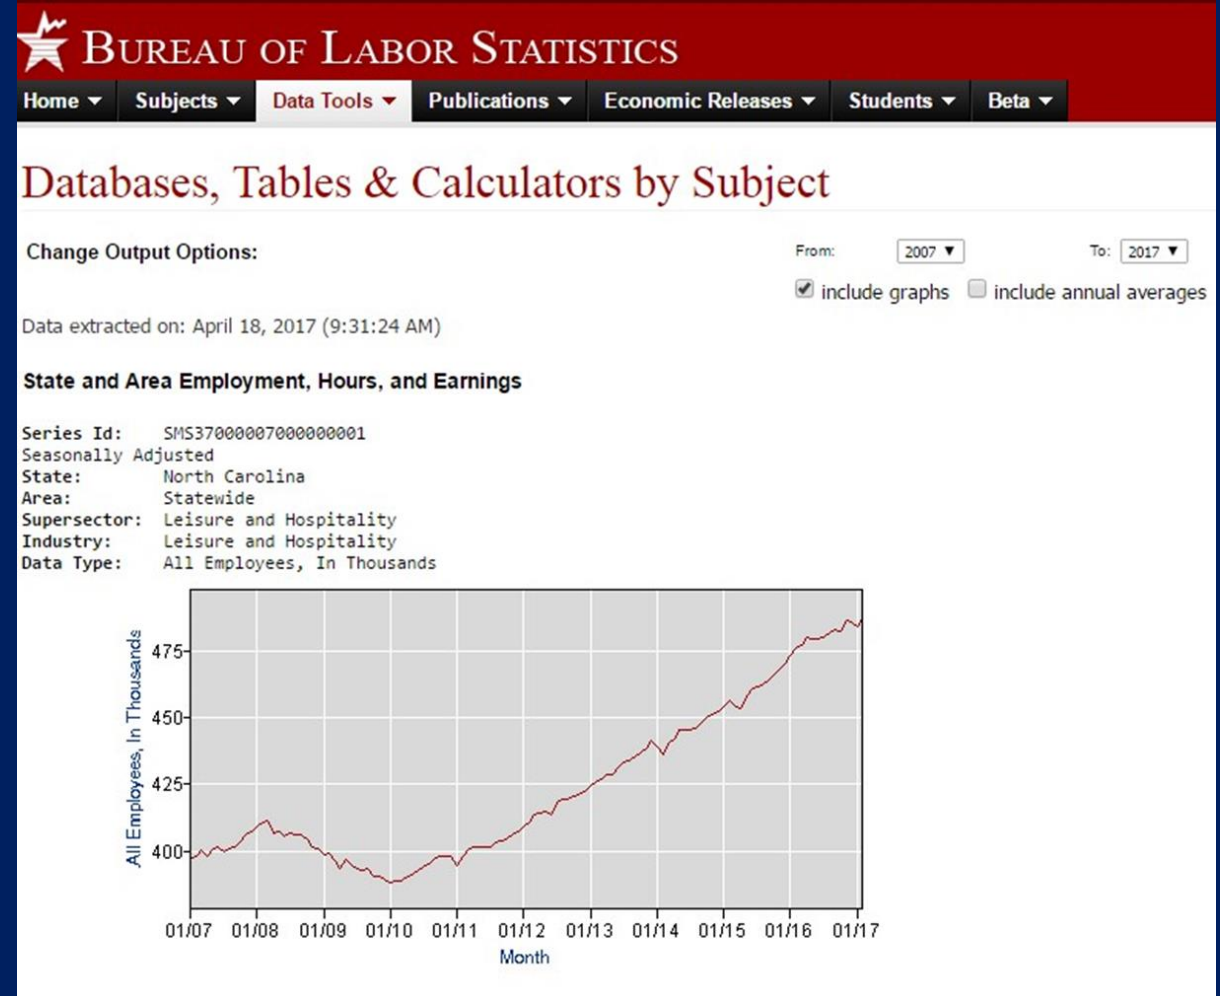 BUREAU OF LABOR STATISTICS
Home Subjects Data Tools Publications Economic Releases Students Beta
Databases, Tables & Calculators by Subject
Change Output Options: From: 2007 To: 2017
include graphs include annual averages
Data extracted on: April 18, 2017 (9:31:24 AM)
State and Area Employment, Hours, and Earnings
Series Id: SMS37000007000000001
Seasonally Adjusted
State: North Carolina
Area: Statewide
Supersector: Leisure and Hospitality
Industry: Leisure and Hospitality
Data Type: All Employees, In Thousands
All Employees, In Thousands
475
450
425
400
01/07 01/08 01/09 01/10 01/11 01/12 01/13 01/14 01/15 01/16 01/17
Month